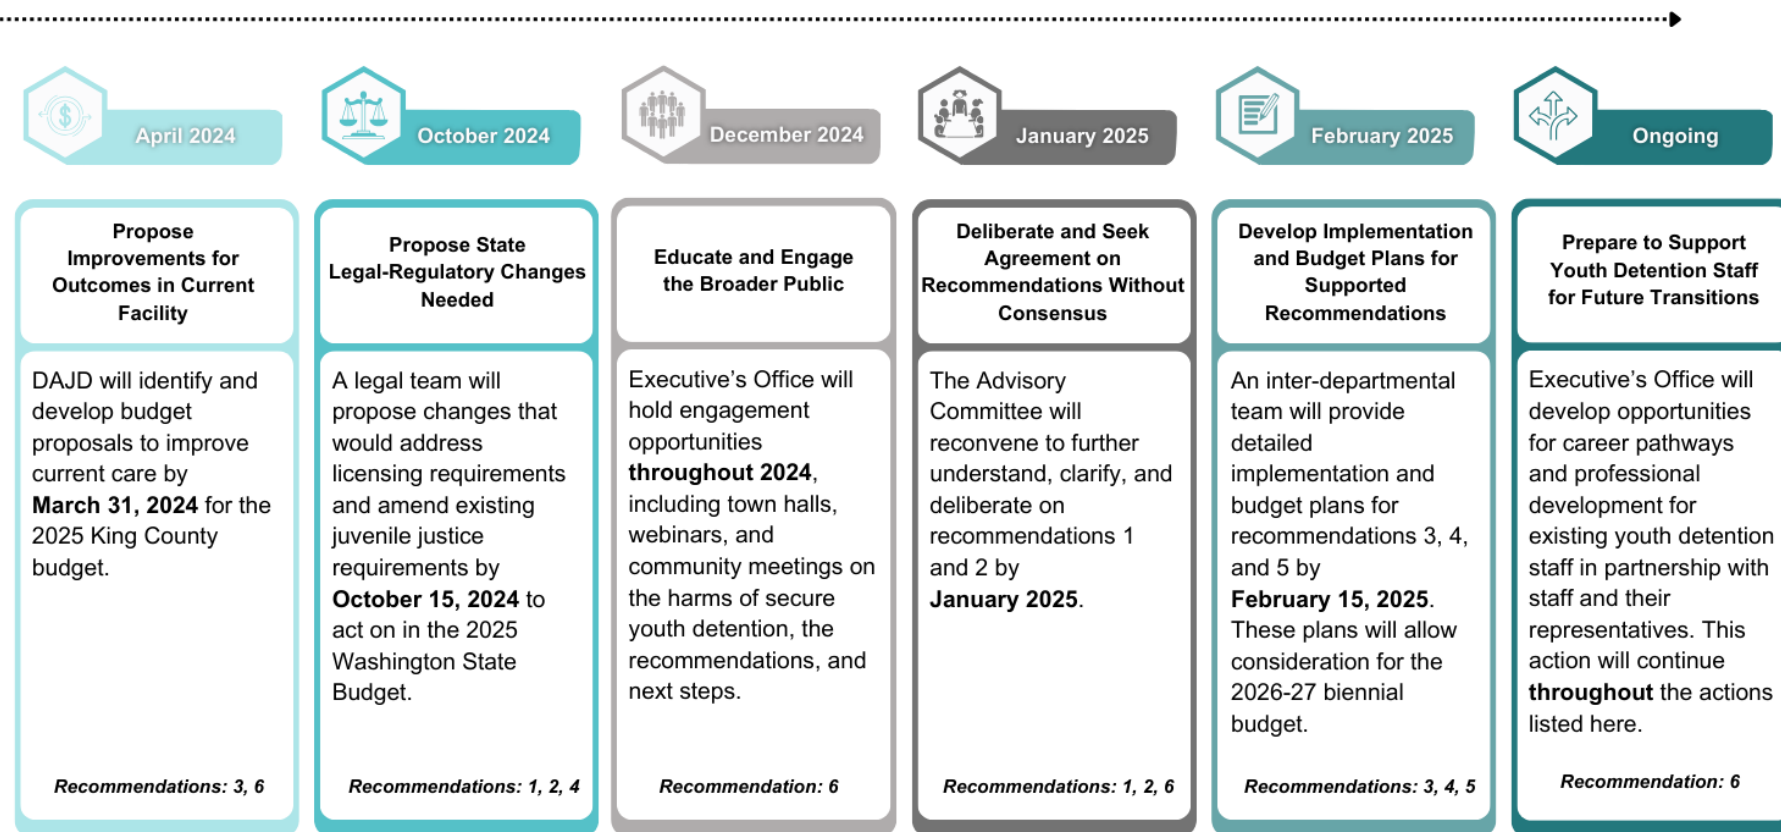 April 2024
October 2024
December 2024
January 2025
February 2025
Ongoing
Propose
Improvements for
Outcomes in Current
Facility
DAJD will identify and
develop budget
proposals to improve
current care by
March 31, 2024 for the
2025 King County
budget.
Recommendations: 3, 6
Propose State
Legal-Regulatory Changes
Needed
A legal team will
propose changes that
would address
licensing requirements
and amend existing
juvenile justice
requirements by
October 15, 2024 to
act on in the 2025
Washington State
Budget.
Recommendations: 1, 2, 4
Educate and Engage
the Broader Public
Executive's Office will
hold engagement
opportunities
throughout 2024,
including town halls,
webinars, and
community meetings on
the harms of secure
youth detention, the
recommendations, and
next steps.
Recommendation: 6
Deliberate and Seek
Agreement on
Recommendations Without
Consensus
The Advisory
Committee will
reconvene to further
understand, clarify, and
deliberate on
recommendations 1
and 2 by
January 2025.
Recommendations: 1, 2, 6
Develop Implementation
and Budget Plans for
Supported
Recommendations
An inter-departmental
team will provide
detailed
implementation and
budget plans for
recommendations 3, 4,
and 5 by
February 15, 2025.
These plans will allow
consideration for the
2026-27 biennial
budget.
Recommendations: 3, 4, 5
Prepare to Support
Youth Detention Staff
for Future Transitions
Executive's Office will
develop opportunities
for career pathways
and professional
development for
existing youth detention
staff in partnership with
staff and their
representatives. This
action will continue
throughout the actions
listed here.
Recommendation: 6